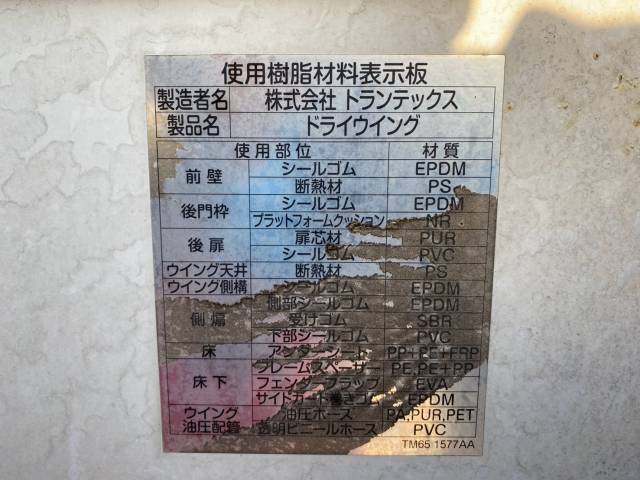 使用樹脂材料表示板
製造者名 株式会社 トランテックス
製品名 ドライウイング
使用部位 材質
前壁 シールゴム EPDM
断熱材 PS
後門枠 シールゴム EPDM
プラットフォームクッション NR
後扉 扉芯材 PUR
シールゴム PVC
ウイング天井 断熱材 PS
ウイング側構 シールゴム EPDM
側煽 側部シールゴム EPDM
受けゴム SBR
下部シールゴム PVC
床 アンダーシート PP+PE+FRP
床下 フレームスペーサ PE,PE+PP
フェンダーフラップ EVA
サイドガード巻きゴム EPDM
ウイング油圧配管 油圧ホース PA,PUR,PET
透明ビニールホース PVC
TM65 1577AA